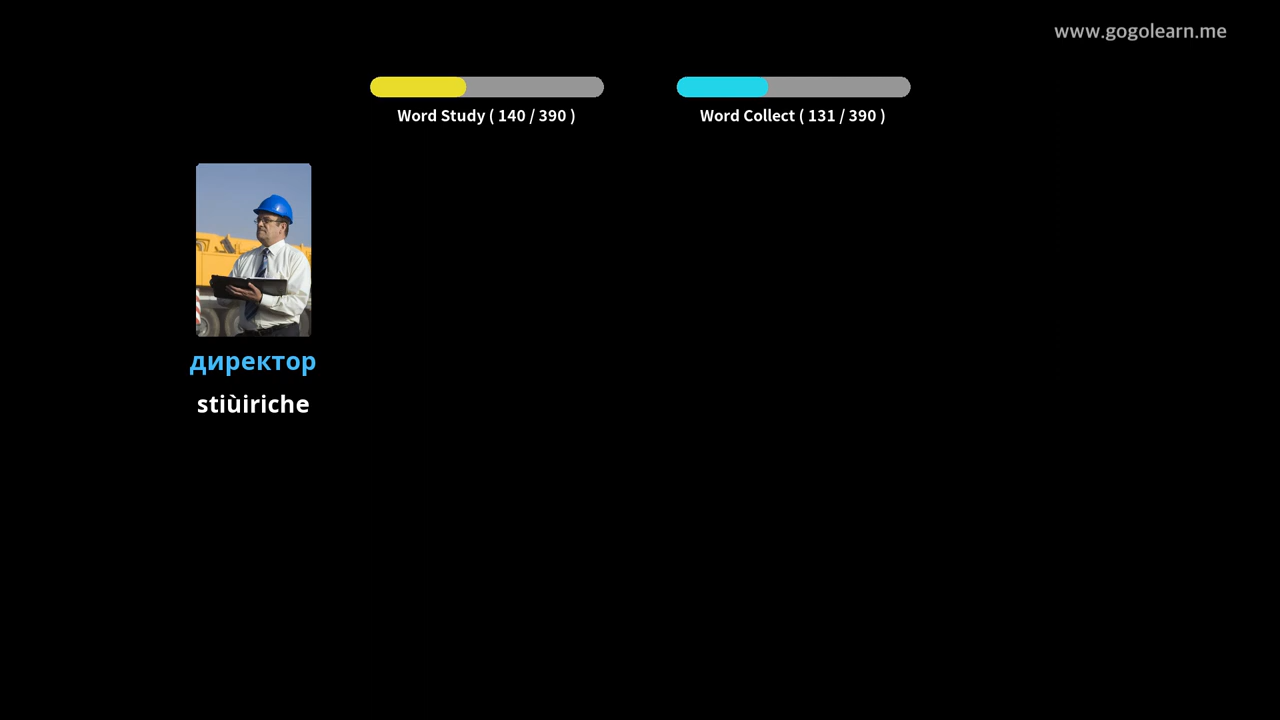 www.gogolearn.me
Word Study ( 140 / 390 )
Word Collect ( 131 / 390 )
директор
stiùiriche